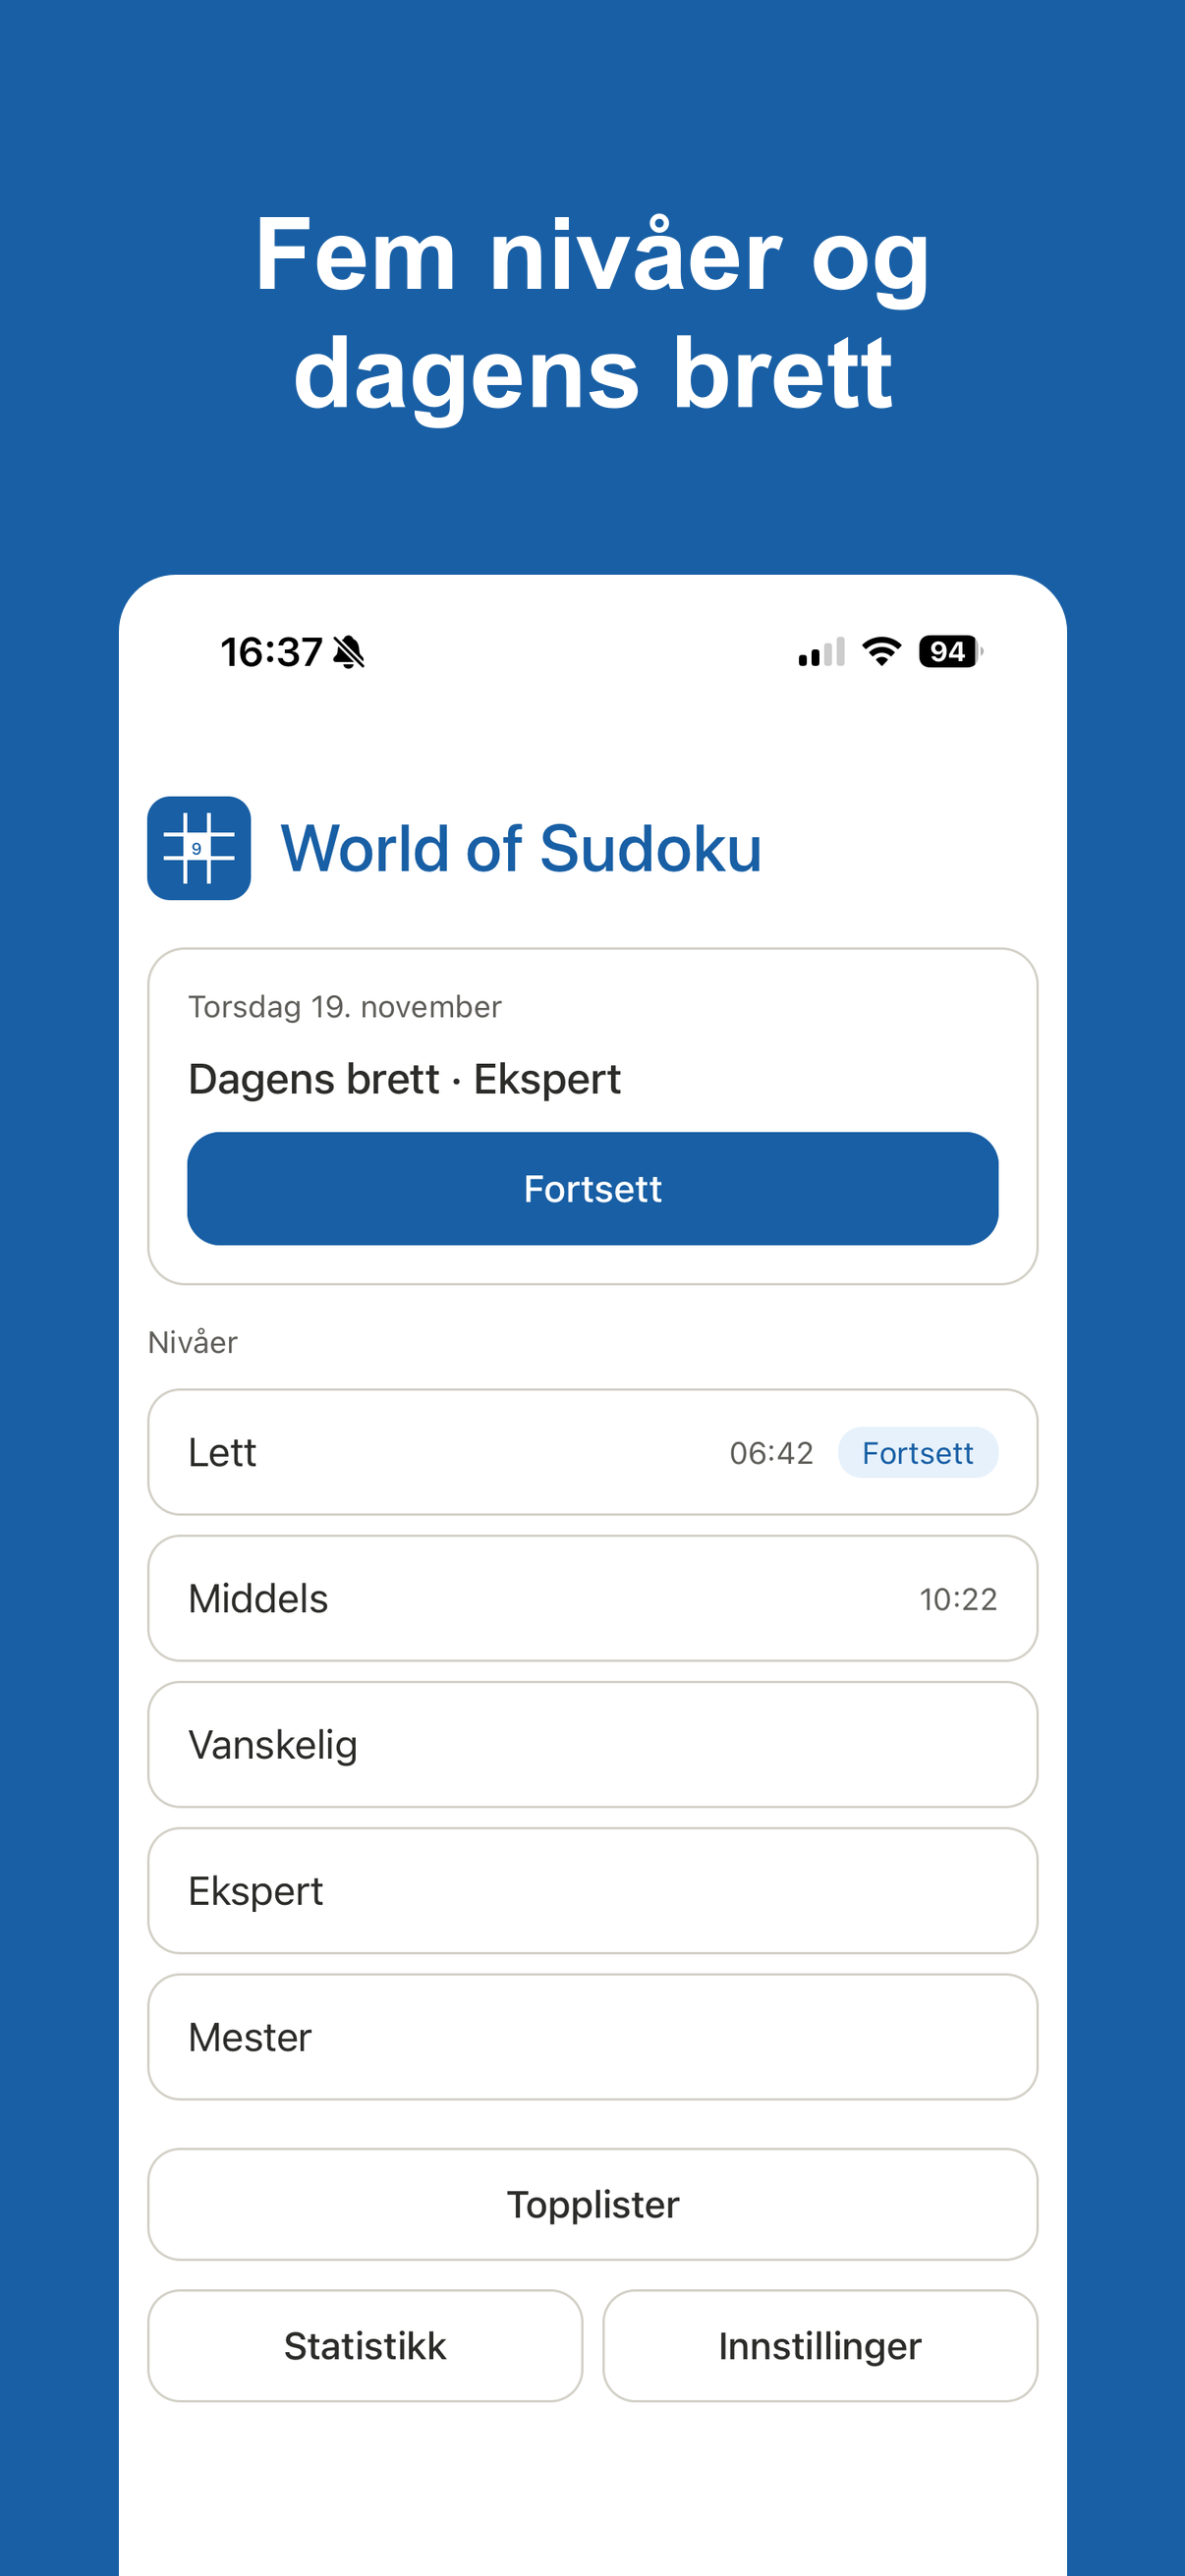 Fem nivåer og
dagens brett
16:37
94
9
World of Sudoku
Torsdag 19. november
Dagens brett · Ekspert
Fortsett
Nivåer
Lett 06:42 Fortsett
Middels 10:22
Vanskelig
Ekspert
Mester
Topplister
Statistikk Innstillinger